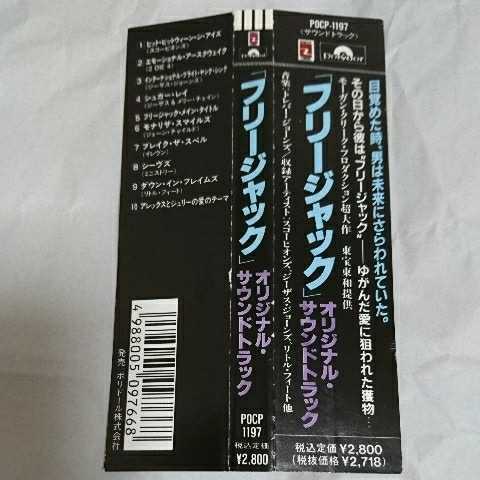 POCP-1197
(サウンドトラック)
Polydor
目覚めた時、男は未来にさらわれていた。
その日から彼は“フリージャック”——ゆがんだ愛に狙われた獲物…
モーガン・クリーク・プロダクション超大作 東宝東和提供
「フリージャック」
オリジナル・
サウンドトラック
音楽:トレバー・ジョーンズ/収録アーティスト:スコーピオンズ、ジーザス・ジョーンズ、リトル・フィート他
税込定価 ¥2,800
(税抜価格 ¥2,718)
Polydor
「フリージャック」
オリジナル・
サウンドトラック
POCP
1197
税込定価
¥2,800
1 ヒット・ビットウィーン・ジ・アイズ
(スコーピオンズ)
2 エモーショナル・アースクウェイク
3 インターナショナル・ブライト・ヤング・シング
(ジーザス・ジョーンズ)
4 シュガー・レイ
(ジーザス&メリー・チェイン)
5 フリージャック・メイン・タイトル
6 モナリザ・スマイルズ
(ジェーン・チャイルド)
7 ブレイク・ザ・スペル
(イレヴン)
8 シーヴズ
(ミニストリー)
9 ダウン・イン・フレイムズ
(リトル・フィート)
10 アレックスとジュリーの愛のテーマ
4988005097668
発売 ポリドール株式会社